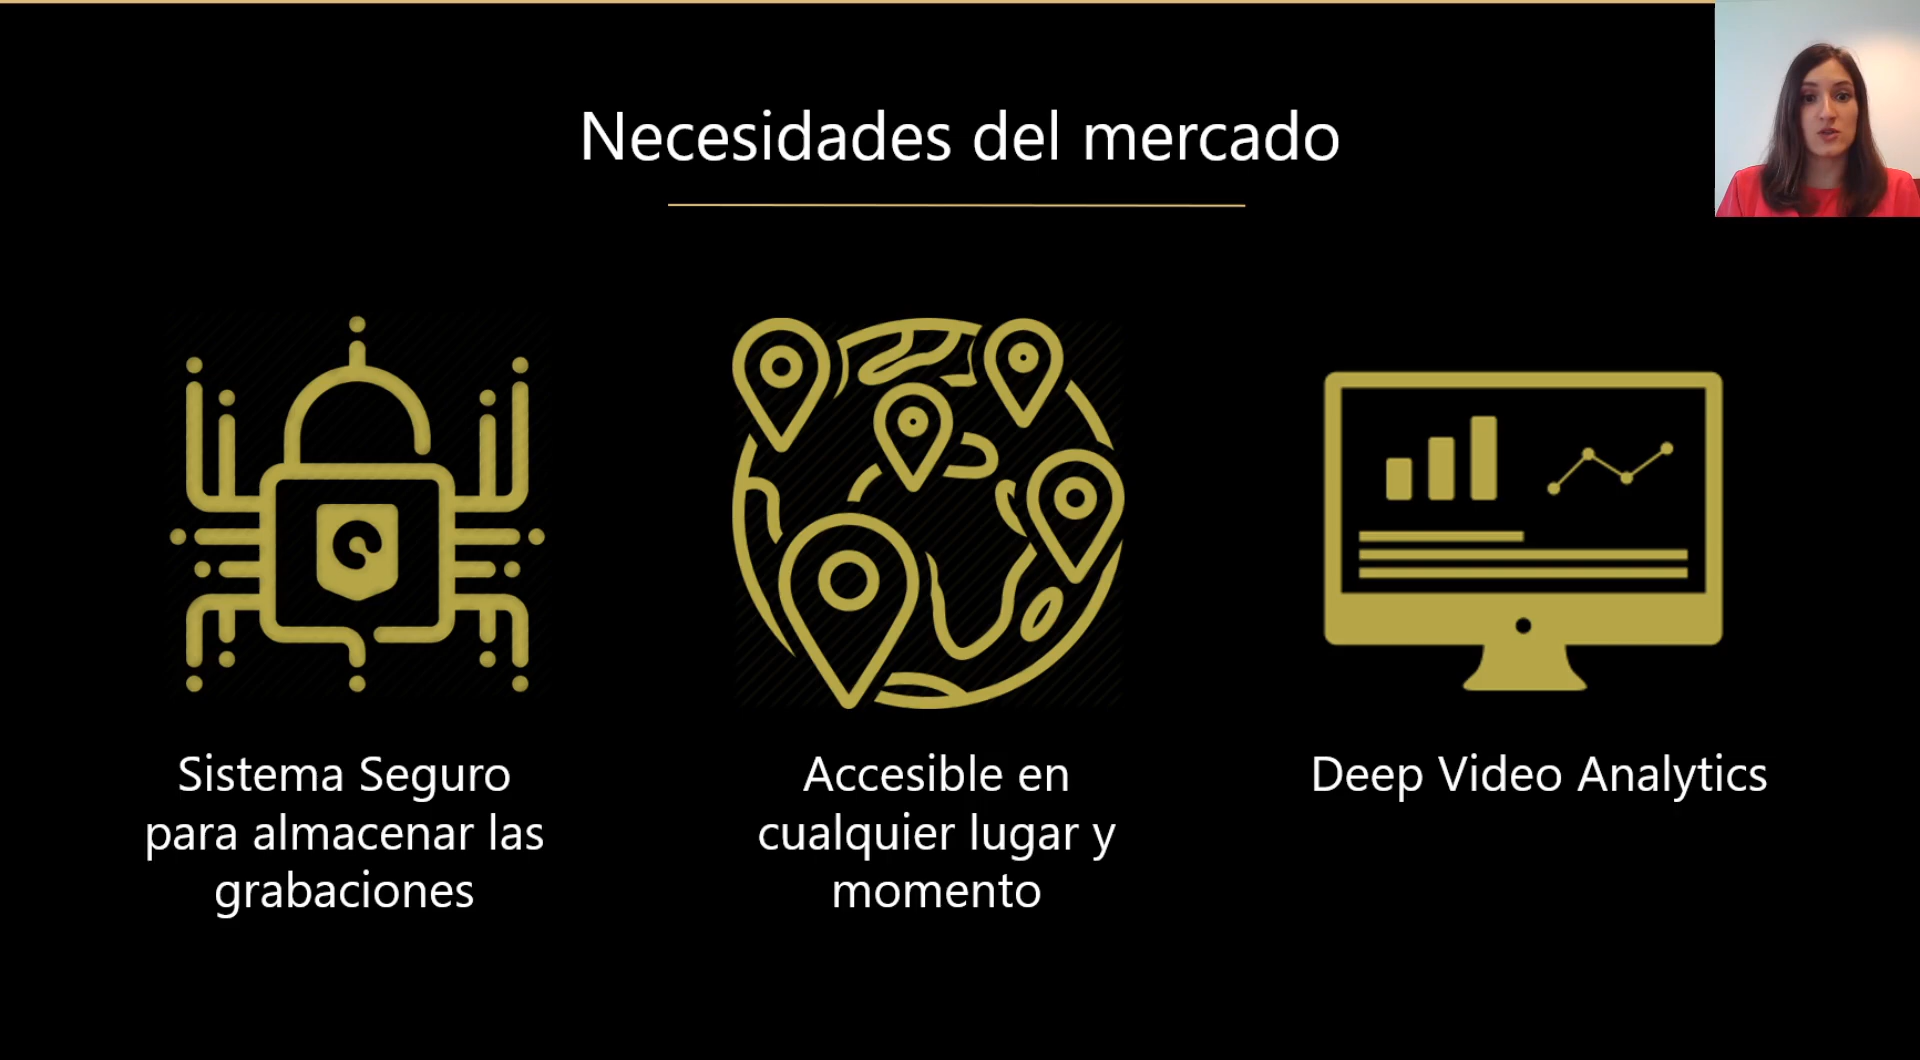 Necesidades del mercado
Sistema Seguro
para almacenar las
grabaciones
Accesible en
cualquier lugar y
momento
Deep Video Analytics